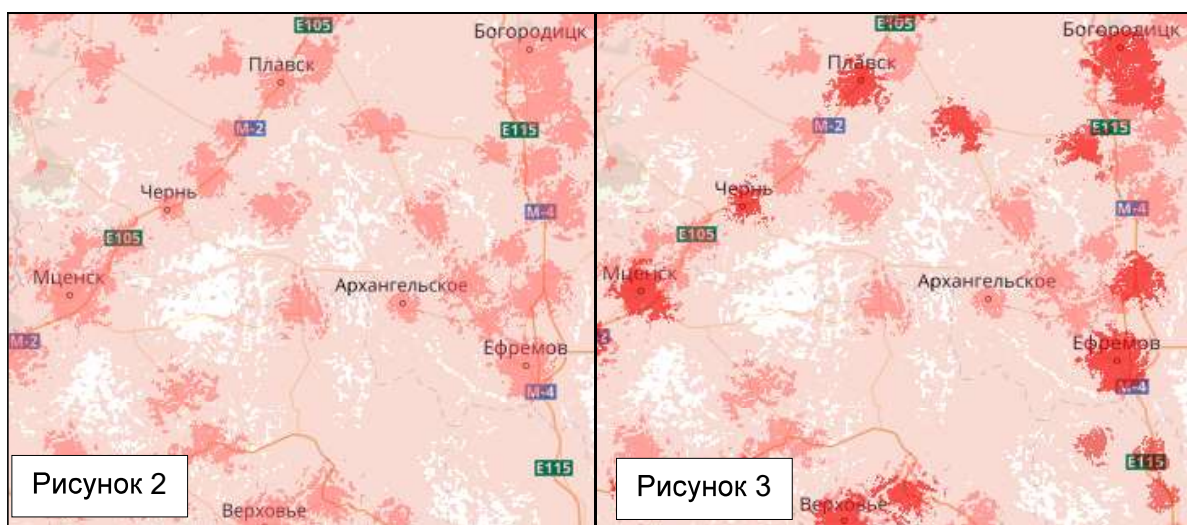 E105
Богородицк
Плавск
М-2
E115
Чернь
М-4
E105
Мценск
Архангельское
М-2
Ефремов
М-4
E115
Рисунок 2
Верховье
E105
Богородицк
Плавск
М-2
E115
Чернь
М-4
E105
Мценск
Архангельское
Ефремов
М-4
E115
Рисунок 3
Верховье